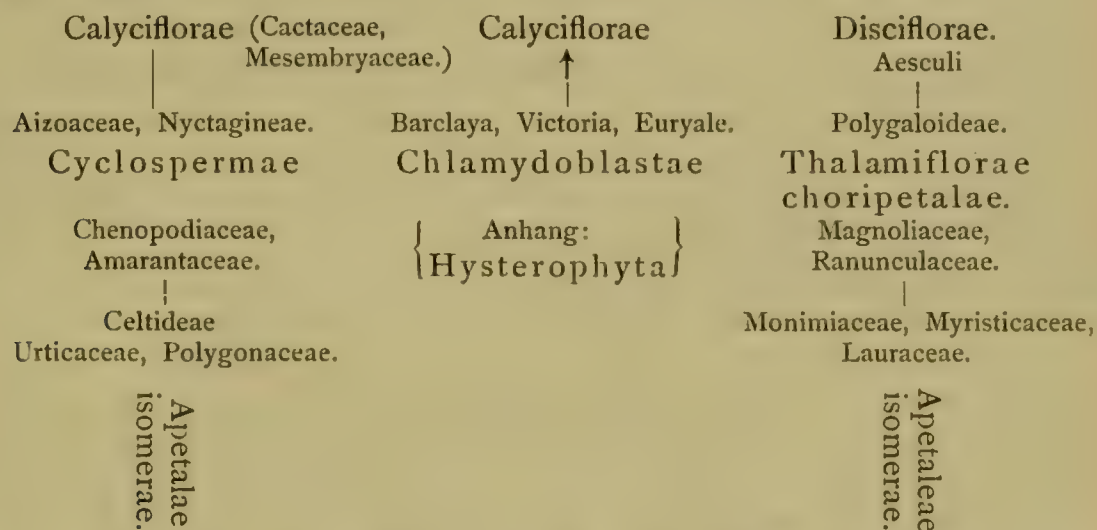 Calyciflorae (Cactaceae,
Mesembryaceae.)
Aizoaceae, Nyctagineae.
Cyclospermae
Chenopodiaceae,
Amarantaceae.
Celtideae
Urticaceae, Polygonaceae.
Apetalae
isomerae.
Calyciflorae
Barclaya, Victoria, Euryale.
Chlamydoblastae
{ Anhang:
Hysterophyta }
Disciflorae.
Aesculi
Polygaloideae.
Thalamiflorae
choripetalae.
Magnoliaceae,
Ranunculaceae.
Monimiaceae, Myristicaceae,
Lauraceae.
Apetaleae
isomerae.